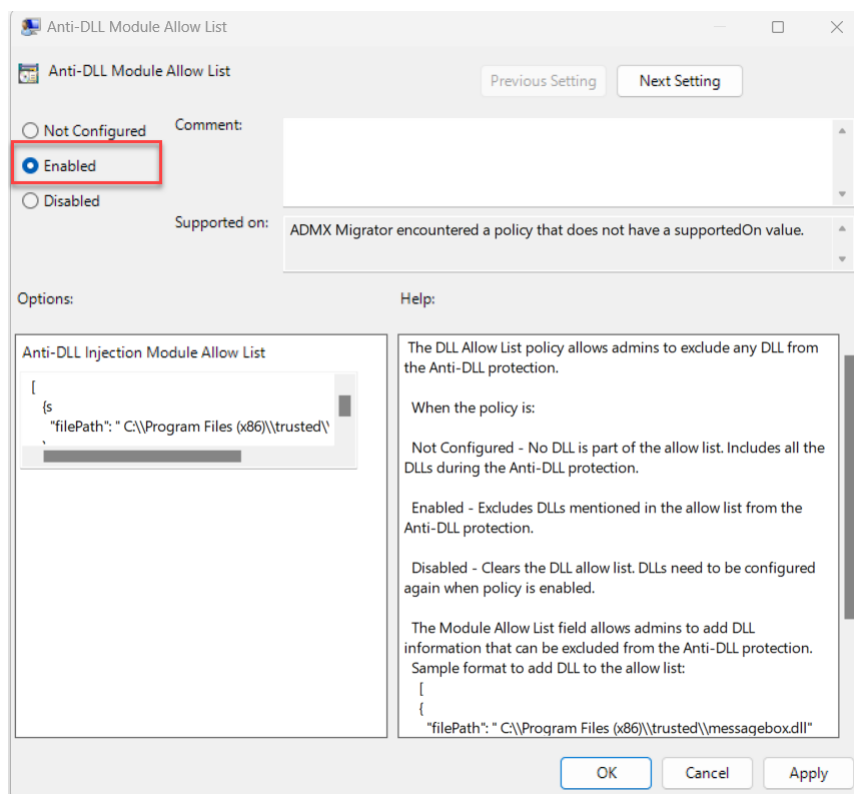 Anti-DLL Module Allow List
Anti-DLL Module Allow List
Previous Setting
Next Setting
Not Configured
Comment:
Enabled
Disabled
Supported on:
ADMX Migrator encountered a policy that does not have a supportedOn value.
Options:
Help:
Anti-DLL Injection Module Allow List
[
{s
"filePath": " C:\\Program Files (x86)\\trusted\
The DLL Allow List policy allows admins to exclude any DLL from
the Anti-DLL protection.
When the policy is:
Not Configured - No DLL is part of the allow list. Includes all the
DLLs during the Anti-DLL protection.
Enabled - Excludes DLLs mentioned in the allow list from the
Anti-DLL protection.
Disabled - Clears the DLL allow list. DLLs need to be configured
again when policy is enabled.
The Module Allow List field allows admins to add DLL
information that can be excluded from the Anti-DLL protection.
Sample format to add DLL to the allow list:
[
{
"filePath": " C:\\Program Files (x86)\\trusted\\messagebox.dll"
OK
Cancel
Apply